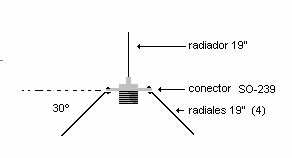 radiador 19"
conector SO-239
radiales 19" (4)
30º